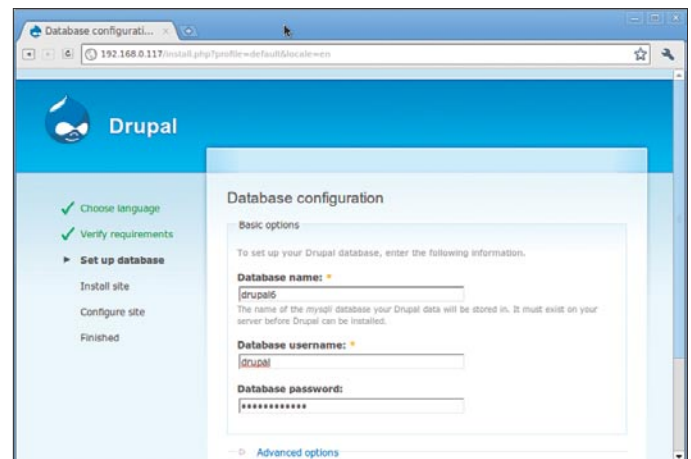 Database configurati...
192.168.0.117/install.php?profile=default&locale=en
Drupal
Choose language
Verify requirements
Set up database
Install site
Configure site
Finished
Database configuration
Basic options
To set up your Drupal database, enter the following information.
Database name: *
drupal6
The name of the mysqli database your Drupal data will be stored in. It must exist on your
server before Drupal can be installed.
Database username: *
drupal
Database password:
************
Advanced options